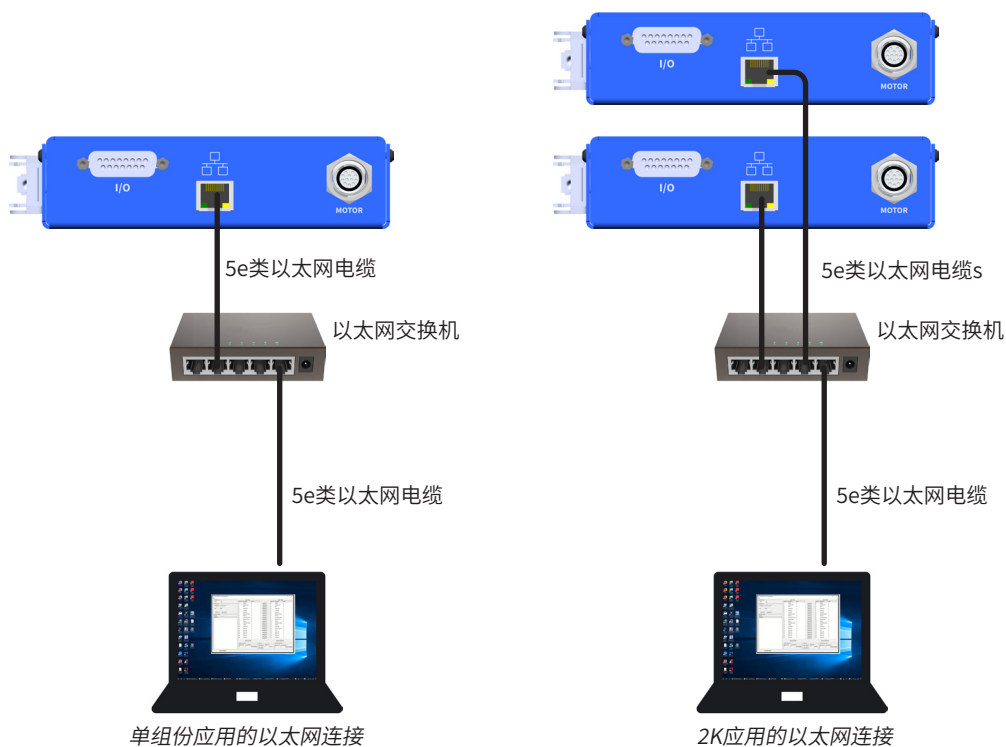 I/O
MOTOR
I/O
MOTOR
I/O
MOTOR
5e类以太网电缆
5e类以太网电缆s
以太网交换机
以太网交换机
5e类以太网电缆
5e类以太网电缆
单组份应用的以太网连接
2K应用的以太网连接